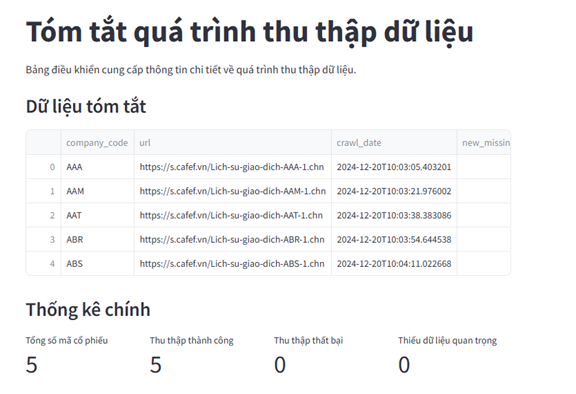 Tóm tắt quá trình thu thập dữ liệu
Bảng điều khiển cung cấp thông tin chi tiết về quá trình thu thập dữ liệu.
Dữ liệu tóm tắt
company_code url crawl_date new_missin
0 AAA https://s.cafef.vn/Lich-su-giao-dich-AAA-1.chn 2024-12-20T10:03:05.403201
1 AAM https://s.cafef.vn/Lich-su-giao-dich-AAM-1.chn 2024-12-20T10:03:21.976002
2 AAT https://s.cafef.vn/Lich-su-giao-dich-AAT-1.chn 2024-12-20T10:03:38.383086
3 ABR https://s.cafef.vn/Lich-su-giao-dich-ABR-1.chn 2024-12-20T10:03:54.644538
4 ABS https://s.cafef.vn/Lich-su-giao-dich-ABS-1.chn 2024-12-20T10:04:11.022668
Thống kê chính
Tổng số mã cổ phiếu Thu thập thành công Thu thập thất bại Thiếu dữ liệu quan trọng
5 5 0 0